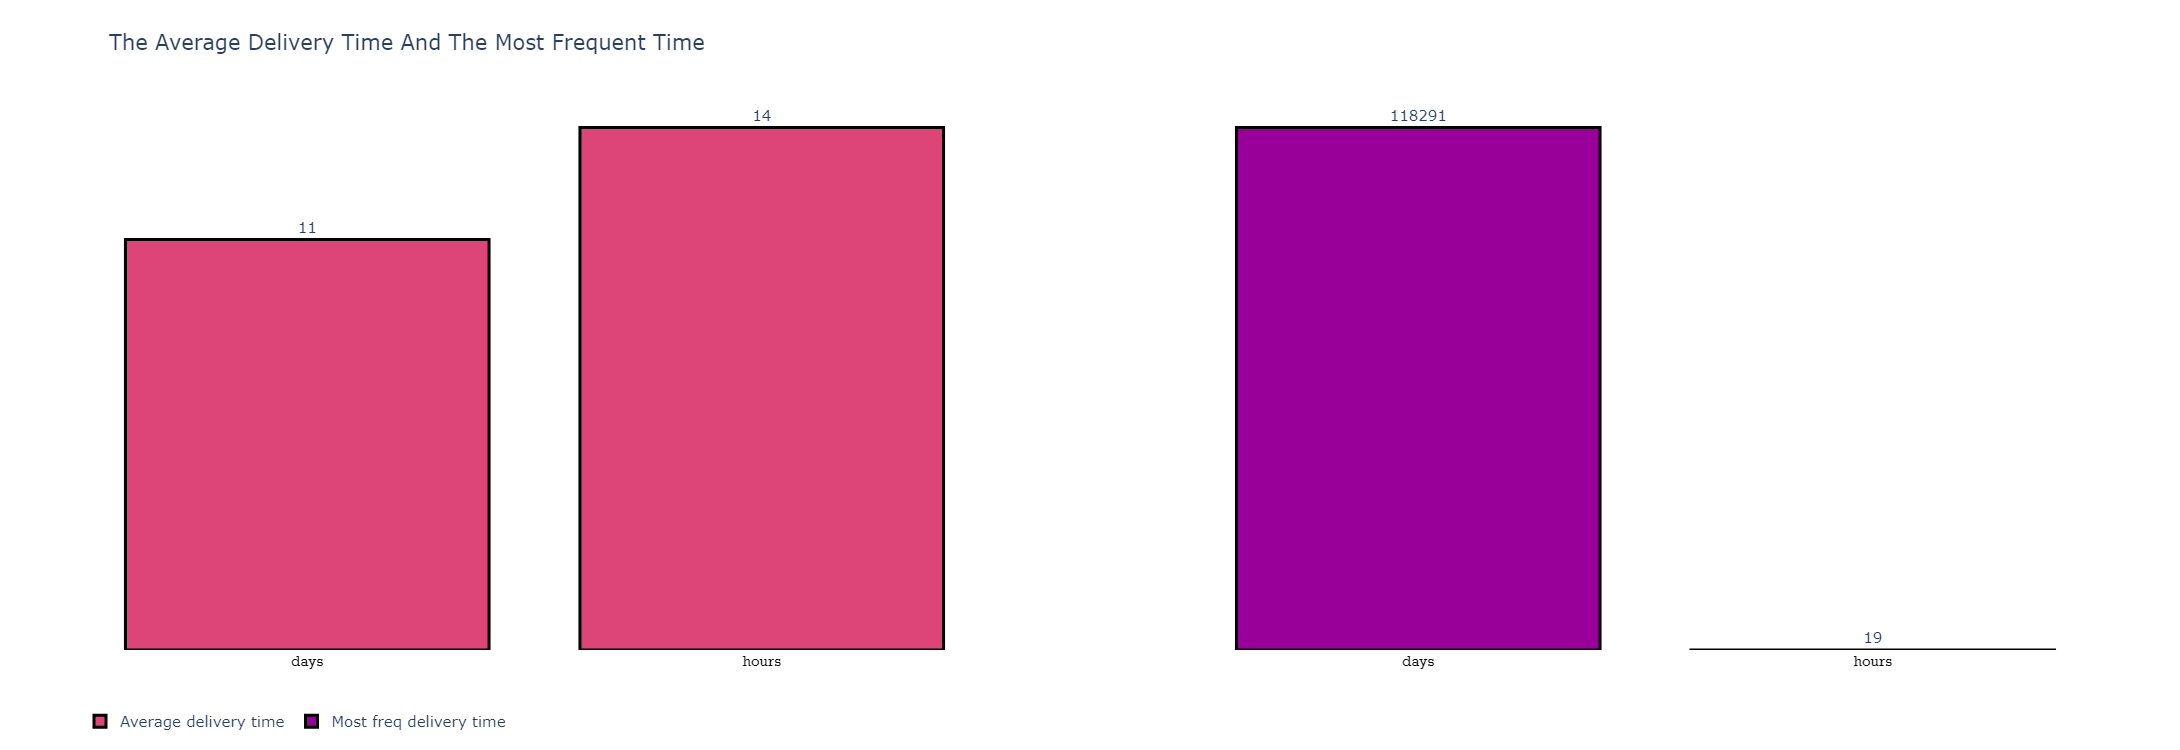 The Average Delivery Time And The Most Frequent Time
14
118291
11
19
days
hours
days
hours
Average delivery time
Most freq delivery time